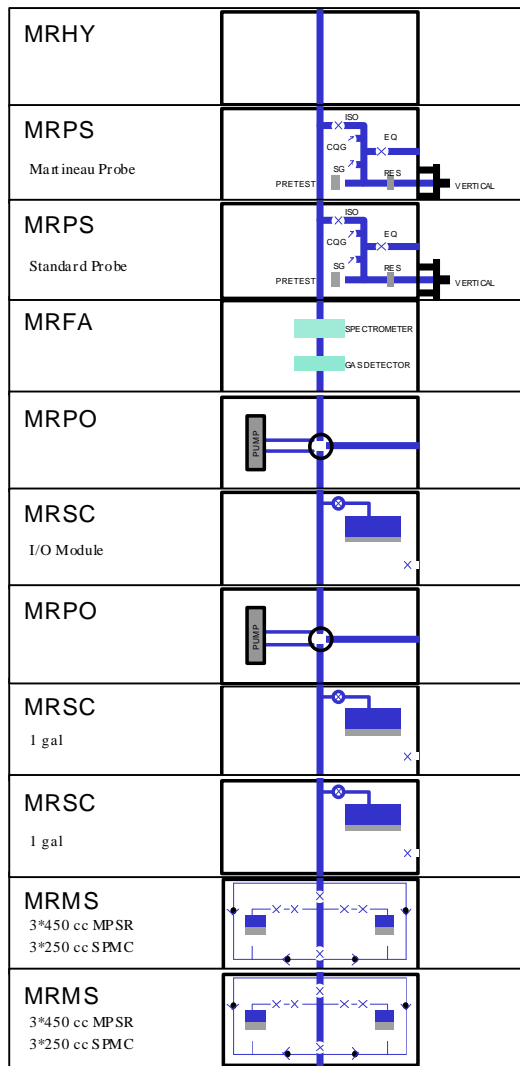 MRHY
MRPS
Martineau Probe
ISO
EQ
CQG
SG
RES
PRETEST
VERTICAL
MRPS
Standard Probe
ISO
EQ
CQG
SG
RES
PRETEST
VERTICAL
MRFA
SPECTROMETER
GAS DETECTOR
MRPO
PUMP
MRSC
I/O Module
MRPO
PUMP
MRSC
1 gal
MRSC
1 gal
MRMS
3*450 cc MPSR
3*250 cc SPMC
MRMS
3*450 cc MPSR
3*250 cc SPMC